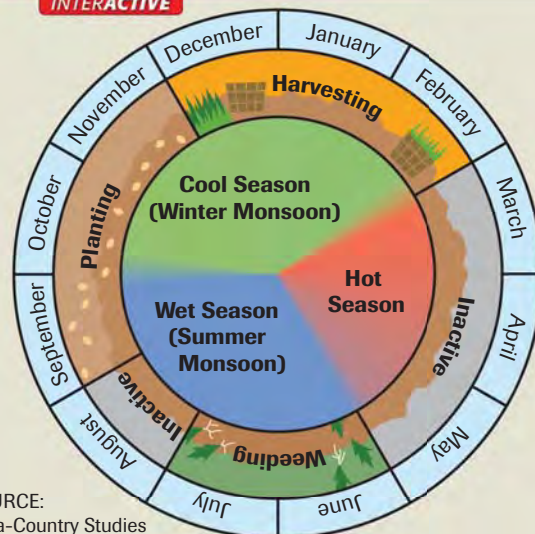 INTERACTIVE
December
January
February
March
April
May
June
July
August
September
October
November
Harvesting
Inactive
Weeding
Inactive
Planting
Cool Season
(Winter Monsoon)
Hot
Season
Wet Season
(Summer
Monsoon)
URCE:
a-Country Studies